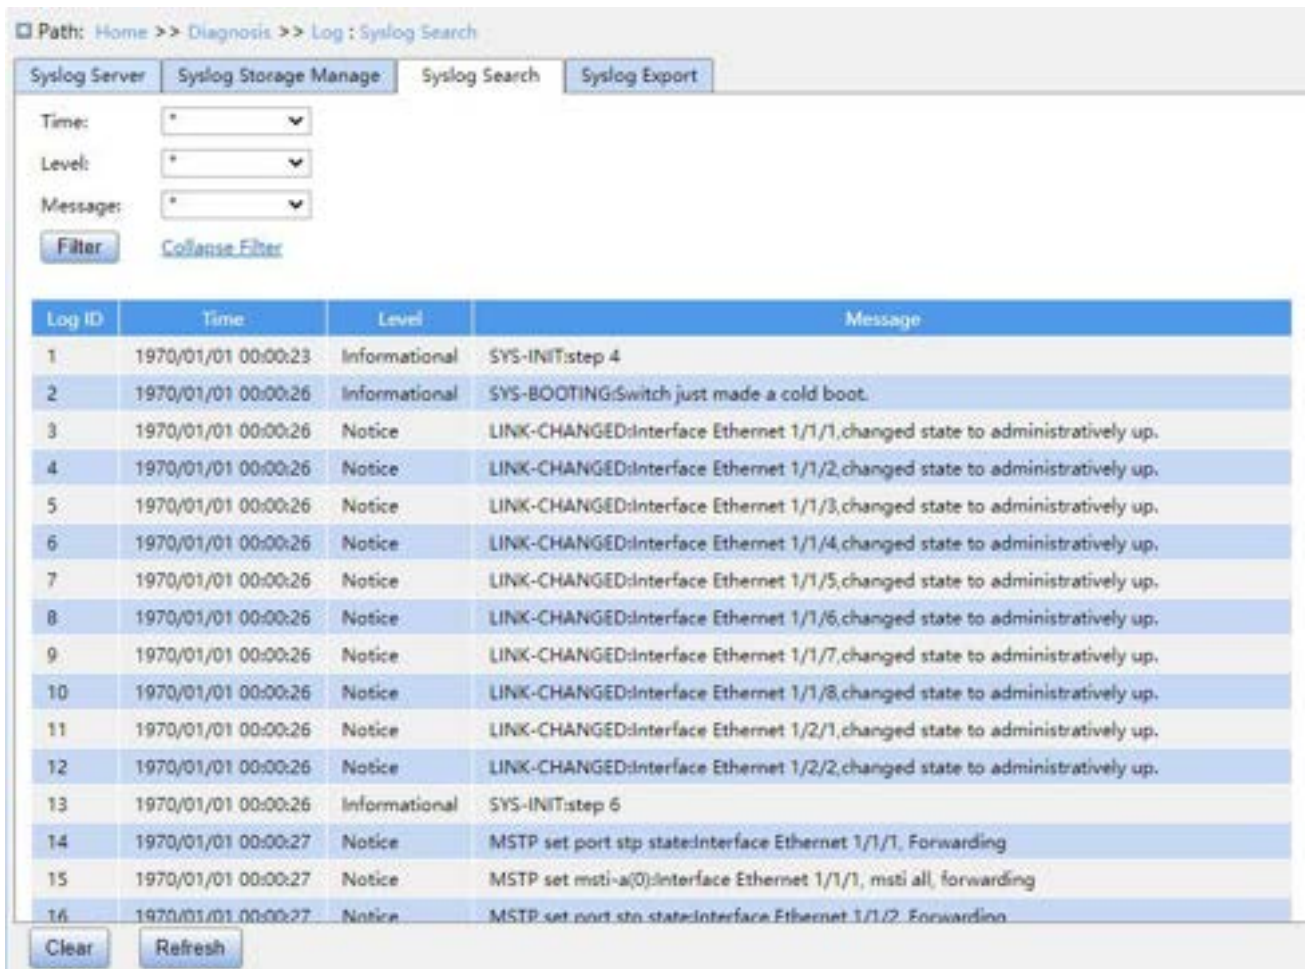 Path: Home >> Diagnosis >> Log : Syslog Search
Syslog Server Syslog Storage Manage Syslog Search Syslog Export
Time: *
Level: *
Message: *
Filter Collapse Filter
Log ID Time Level Message
1 1970/01/01 00:00:23 Informational SYS-INIT:step 4
2 1970/01/01 00:00:26 Informational SYS-BOOTING:Switch just made a cold boot.
3 1970/01/01 00:00:26 Notice LINK-CHANGED:Interface Ethernet 1/1/1,changed state to administratively up.
4 1970/01/01 00:00:26 Notice LINK-CHANGED:Interface Ethernet 1/1/2,changed state to administratively up.
5 1970/01/01 00:00:26 Notice LINK-CHANGED:Interface Ethernet 1/1/3,changed state to administratively up.
6 1970/01/01 00:00:26 Notice LINK-CHANGED:Interface Ethernet 1/1/4,changed state to administratively up.
7 1970/01/01 00:00:26 Notice LINK-CHANGED:Interface Ethernet 1/1/5,changed state to administratively up.
8 1970/01/01 00:00:26 Notice LINK-CHANGED:Interface Ethernet 1/1/6,changed state to administratively up.
9 1970/01/01 00:00:26 Notice LINK-CHANGED:Interface Ethernet 1/1/7,changed state to administratively up.
10 1970/01/01 00:00:26 Notice LINK-CHANGED:Interface Ethernet 1/1/8,changed state to administratively up.
11 1970/01/01 00:00:26 Notice LINK-CHANGED:Interface Ethernet 1/2/1,changed state to administratively up.
12 1970/01/01 00:00:26 Notice LINK-CHANGED:Interface Ethernet 1/2/2,changed state to administratively up.
13 1970/01/01 00:00:26 Informational SYS-INIT:step 6
14 1970/01/01 00:00:27 Notice MSTP set port stp state:Interface Ethernet 1/1/1, Forwarding
15 1970/01/01 00:00:27 Notice MSTP set msti-a(0):Interface Ethernet 1/1/1, msti all, forwarding
16 1970/01/01 00:00:27 Notice MSTP set port stp state:Interface Ethernet 1/1/2, Forwarding
Clear Refresh